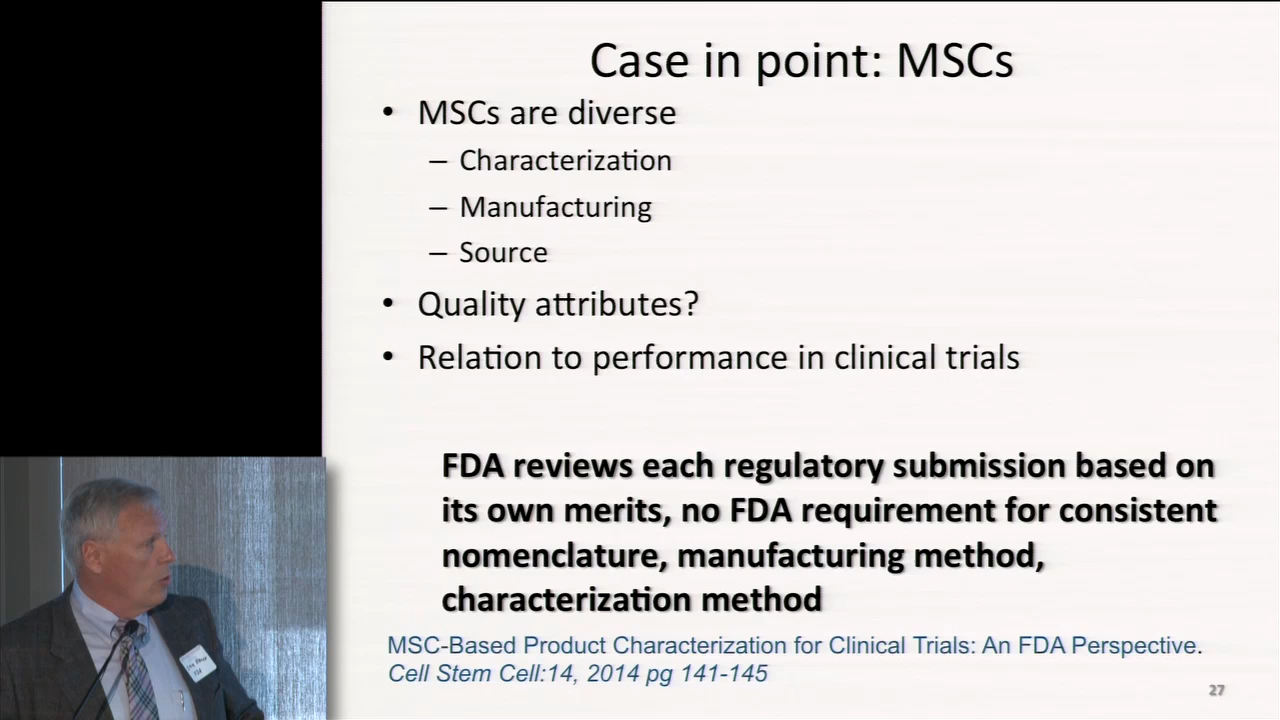 Case in point: MSCs
• MSCs are diverse
– Characterization
– Manufacturing
– Source
• Quality attributes?
• Relation to performance in clinical trials
FDA reviews each regulatory submission based on
its own merits, no FDA requirement for consistent
nomenclature, manufacturing method,
characterization method
MSC-Based Product Characterization for Clinical Trials: An FDA Perspective.
Cell Stem Cell:14, 2014 pg 141-145
27
FDA